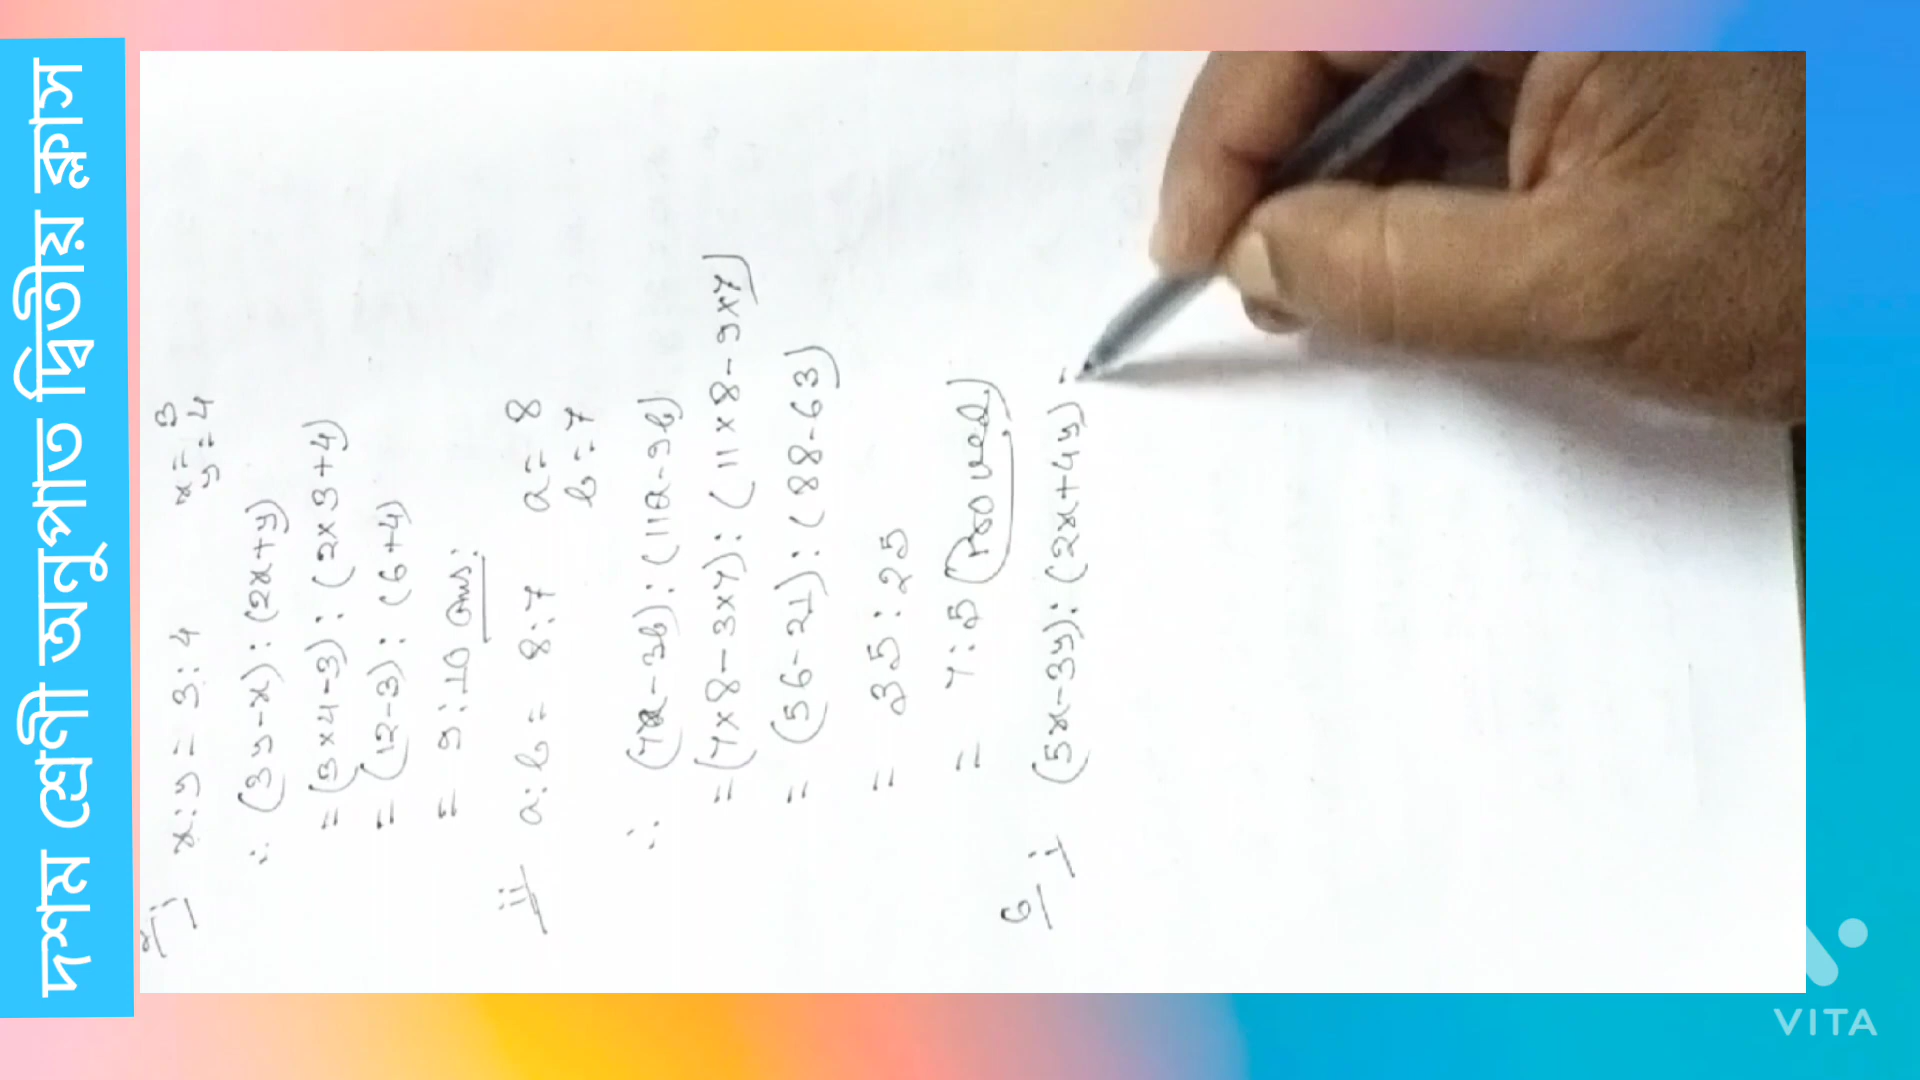 দশম শ্রেণী অনুপাত দ্বিতীয় ক্লাস
i x:y = 3:4 x=3
y=4
∴ (3y-x):(2x+y)
=(3×4-3):(2×3+4)
=(12-3):(6+4)
= 9:10 Ans:
ii a:b= 8:7 a= 8
b=7
∴ (7a-3b):(11a-9b)
=(7×8-3×7):(11×8-9×7)
= (56-21):(88-63)
= 35:25
= 7:5 (Proved)
6 i (5x-3y):(2x+4y) -
VITA